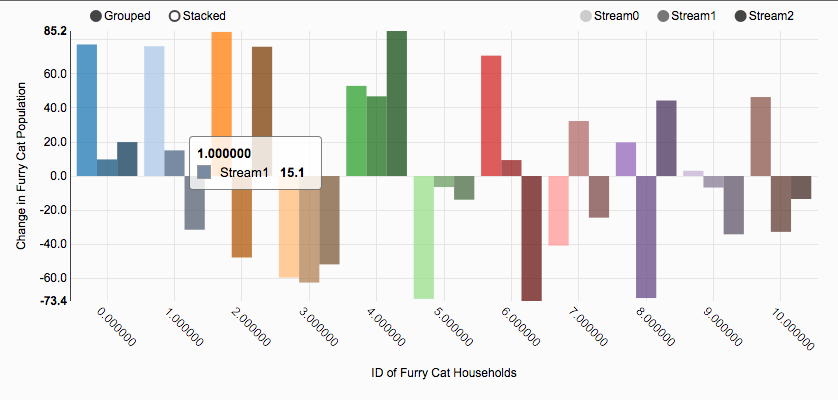 Grouped Stacked Stream0 Stream1 Stream2
85.2
60.0
40.0
20.0
0.0
-20.0
-40.0
-60.0
-73.4
Change in Furry Cat Population
1.000000
Stream1 15.1
0.000000 1.000000 2.000000 3.000000 4.000000 5.000000 6.000000 7.000000 8.000000 9.000000 10.000000
ID of Furry Cat Households